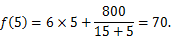 f(5) = 6 × 5 + 800/(15 + 5) = 70.